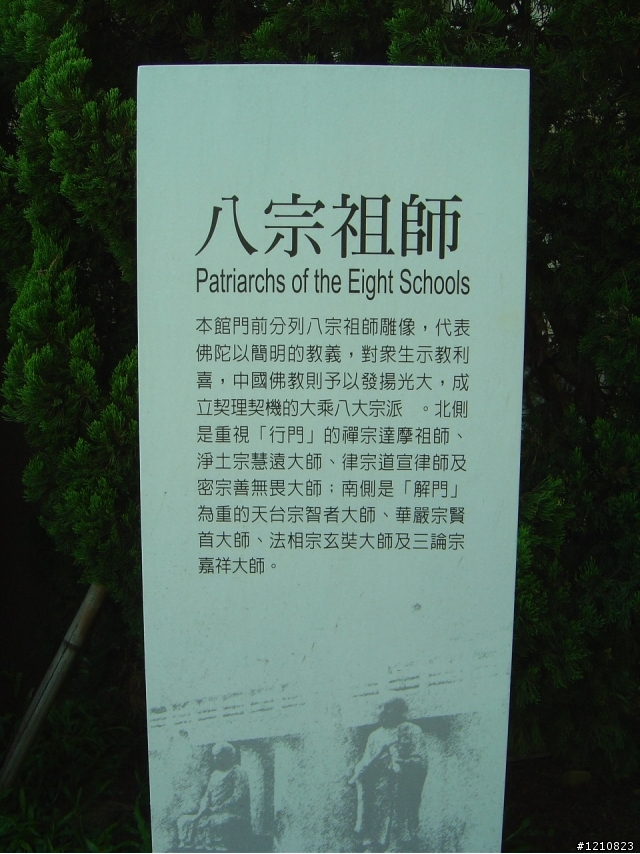 八宗祖師
Patriarchs of the Eight Schools
本館門前分列八宗祖師雕像，代表
佛陀以簡明的教義，對眾生示教利
喜，中國佛教則予以發揚光大，成
立契理契機的大乘八大宗派　。北側
是重視「行門」的禪宗達摩祖師、
淨土宗慧遠大師、律宗道宣律師及
密宗善無畏大師；南側是「解門」
為重的天台宗智者大師、華嚴宗賢
首大師、法相宗玄奘大師及三論宗
嘉祥大師。
#1210823